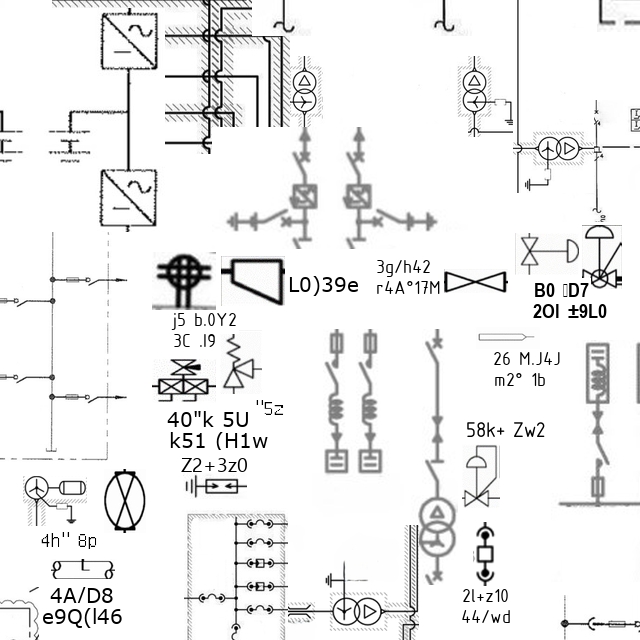 L0)39e
3g/h42
r4A°17M
B0 ▯D7
2OI ±9L0
j5 b.0Y2
3C .I9
26 M.J4J
m2° 1b
"5z
40"k 5U
k51 (H1w
58k+ Zw2
Z2+3z0
4h'' 8p
4A/D8
e9Q(l46
2l+z10
44/wd